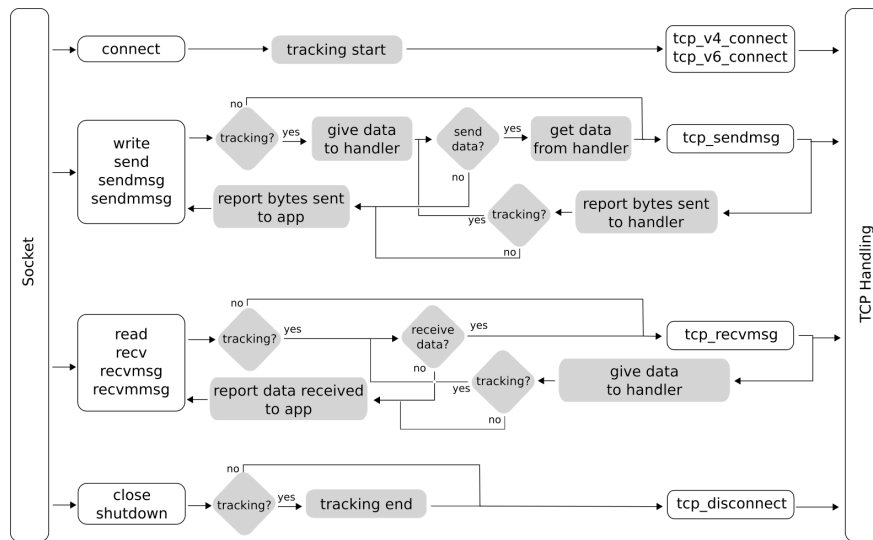 Socket
TCP Handling
connect
tracking start
tcp_v4_connect
tcp_v6_connect
no
write
send
sendmsg
sendmmsg
tracking?
yes
give data
to handler
send
data?
yes
get data
from handler
tcp_sendmsg
no
report bytes sent
to app
yes
tracking?
report bytes sent
to handler
no
no
read
recv
recvmsg
recvmmsg
tracking?
yes
receive
data?
yes
tcp_recvmsg
no
report data received
to app
yes
tracking?
give data
to handler
no
no
close
shutdown
tracking?
yes
tracking end
tcp_disconnect